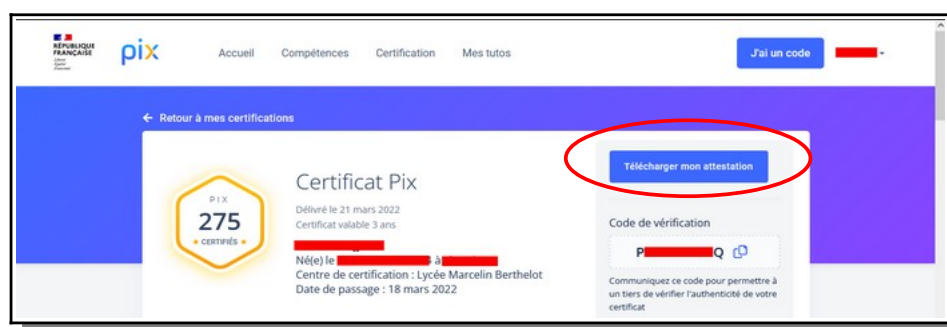 RÉPUBLIQUE
FRANÇAISE
Liberté
Égalité
Fraternité
pix
Accueil Compétences Certification Mes tutos
J'ai un code
← Retour à mes certifications
PIX
275
CERTIFIÉS
Certificat Pix
Délivré le 21 mars 2022
Certificat valable 3 ans
Né(e) le à
Centre de certification : Lycée Marcelin Berthelot
Date de passage : 18 mars 2022
Télécharger mon attestation
Code de vérification
P Q
Communiquez ce code pour permettre à
un tiers de vérifier l'authenticité de votre
certificat